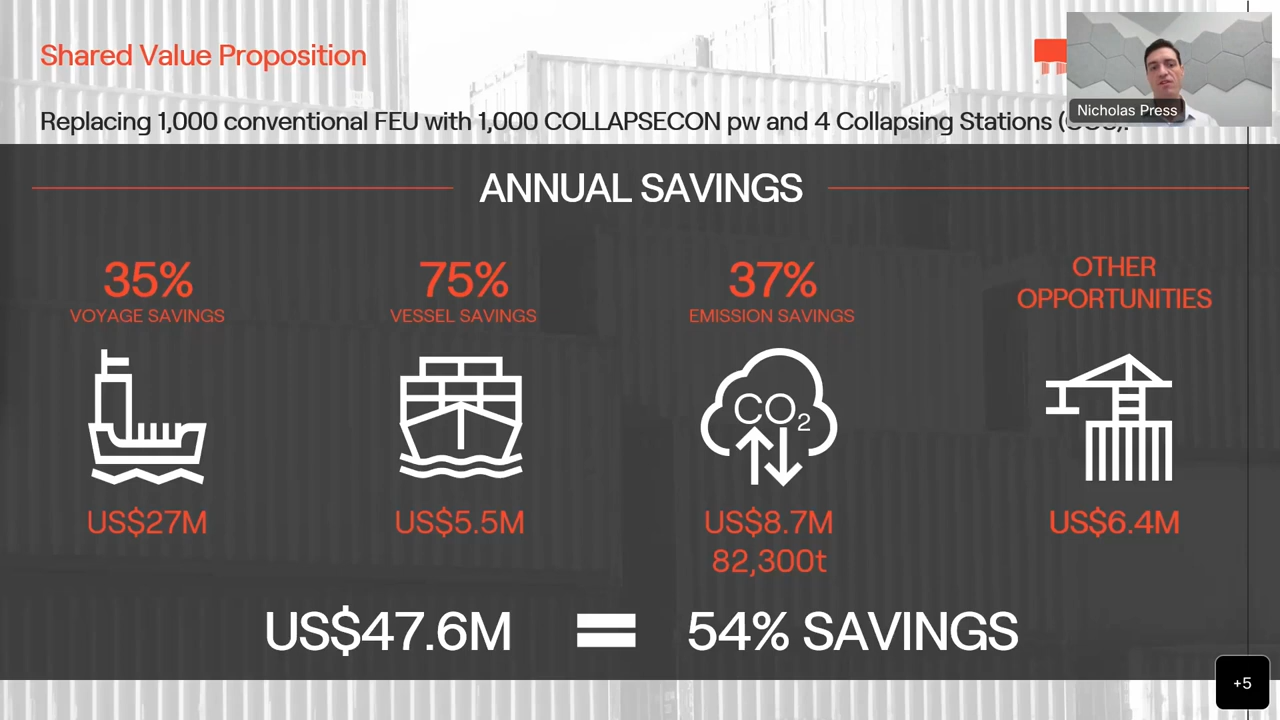 Shared Value Proposition
Nicholas Press
Replacing 1,000 conventional FEU with 1,000 COLLAPSECON pw and 4 Collapsing Stations
ANNUAL SAVINGS
35%
VOYAGE SAVINGS
75%
VESSEL SAVINGS
37%
EMISSION SAVINGS
OTHER
OPPORTUNITIES
CO2
US$27M
US$5.5M
US$8.7M
82,300t
US$6.4M
US$47.6M = 54% SAVINGS
+5